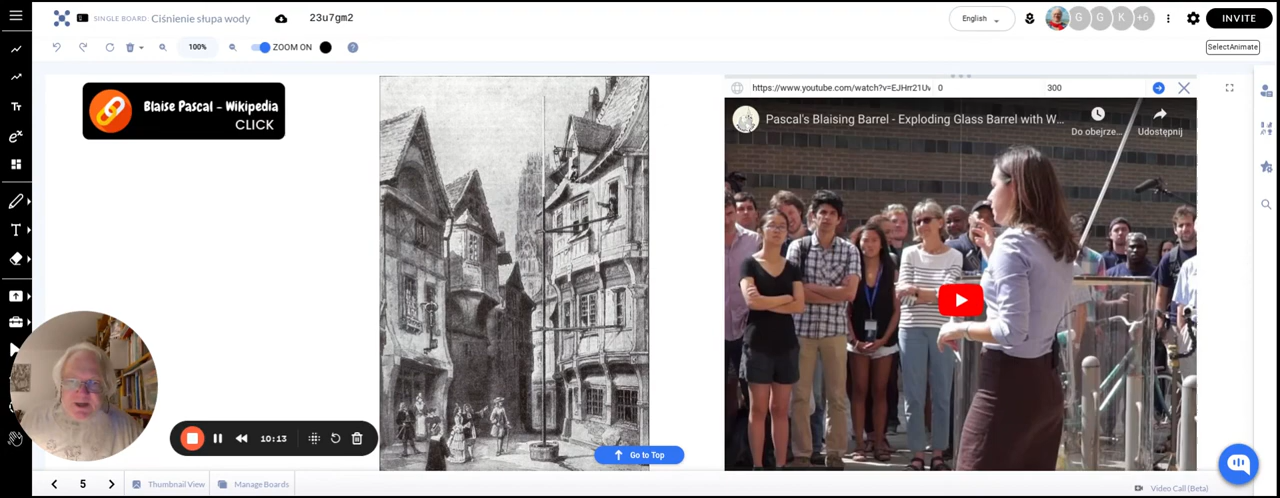 SINGLE BOARD: Ciśnienie słupa wody
23u7gm2
English
G
G
K
+6
INVITE
100%
ZOOM ON
SelectAnimate
Blaise Pascal - Wikipedia
CLICK
https://www.youtube.com/watch?v=EJHrr21U
0
300
Pascal's Blaising Barrel - Exploding Glass Barrel with W...
Do obejrze...
Udostępnij
10:13
Go to Top
5
Thumbnail View
Manage Boards
Video Call (Beta)